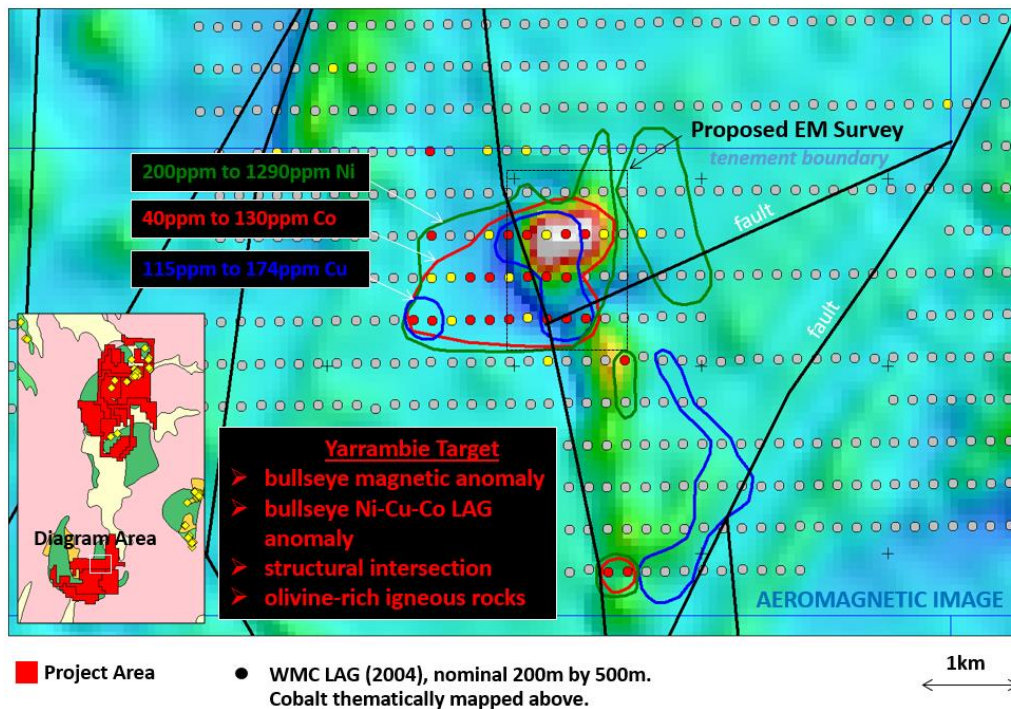 Proposed EM Survey
tenement boundary
200ppm to 1290ppm Ni
40ppm to 130ppm Co
115ppm to 174ppm Cu
fault
fault
Yarrambie Target
➢ bullseye magnetic anomaly
➢ bullseye Ni-Cu-Co LAG
anomaly
➢ structural intersection
➢ olivine-rich igneous rocks
Diagram Area
AEROMAGNETIC IMAGE
Project Area
WMC LAG (2004), nominal 200m by 500m.
Cobalt thematically mapped above.
1km